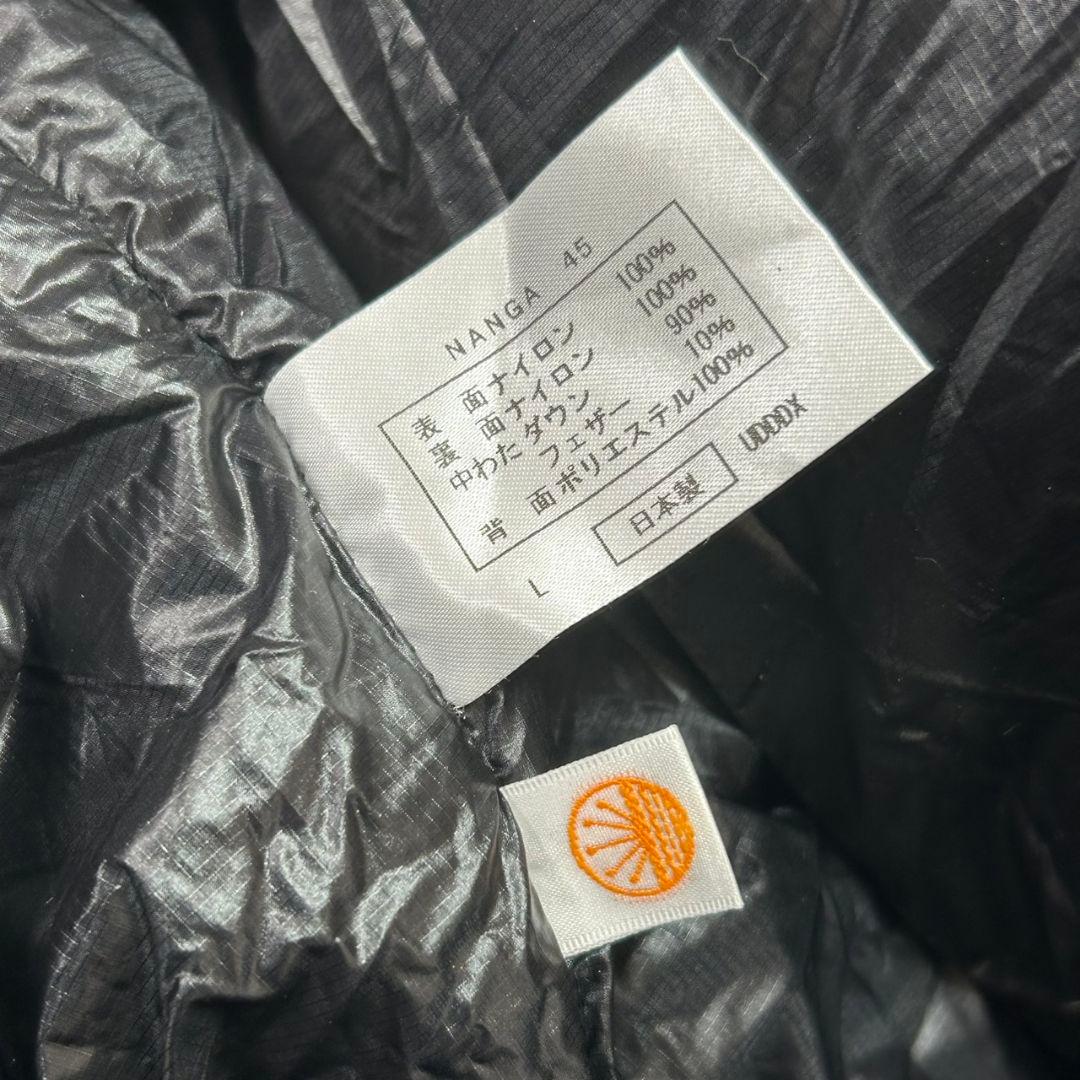 NANGA 45
表 面 ナイロン 100%
裏 面 ナイロン 100%
中わた ダウン 90%
フェザー 10%
背 面 ポリエステル100%
L 日本製 UDDDX